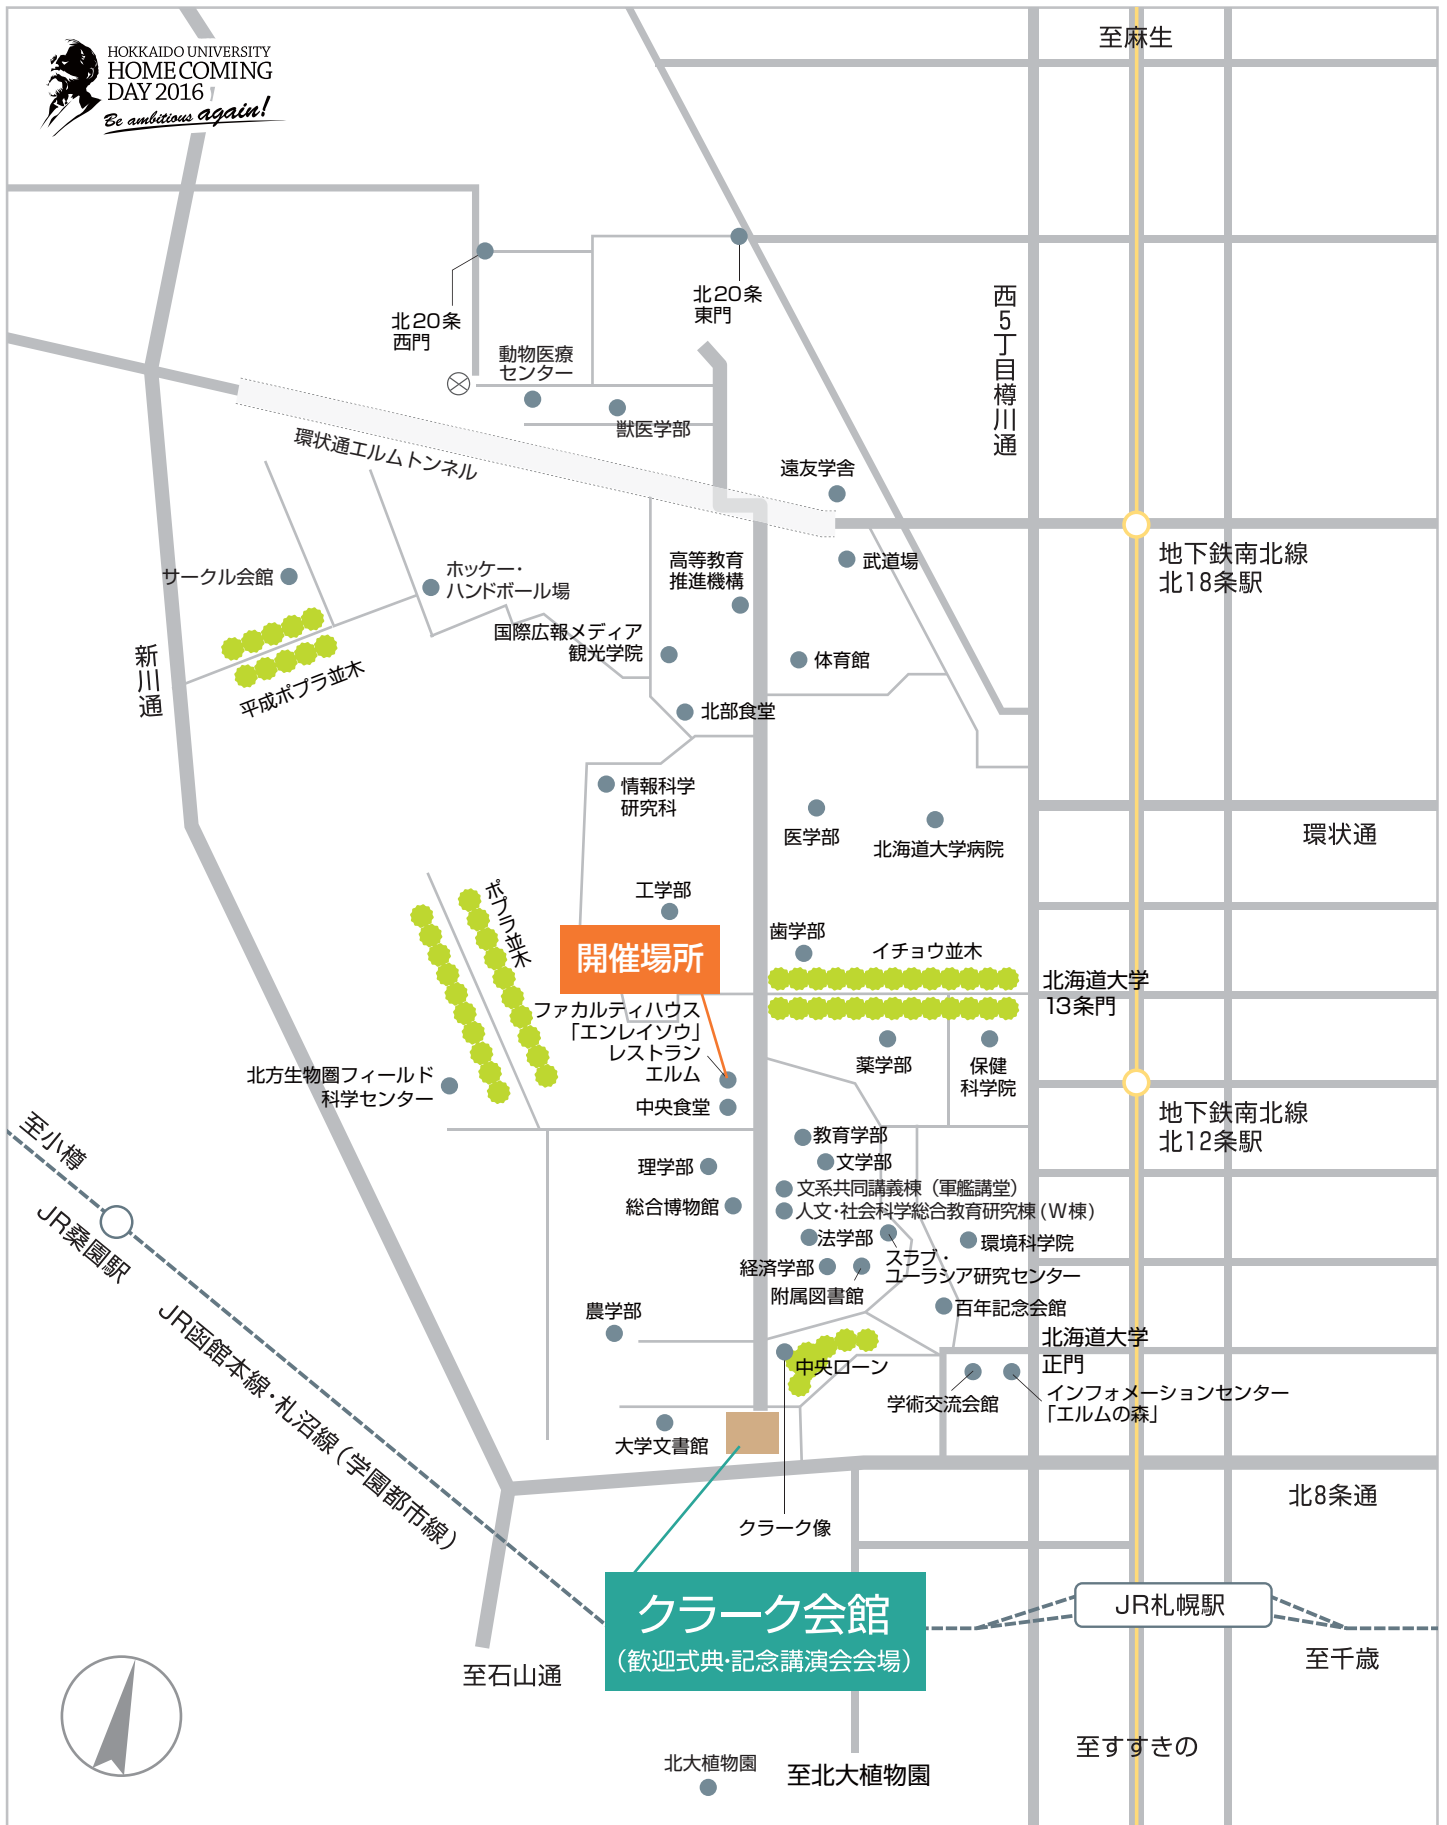 HOKKAIDO UNIVERSITY
HOMECOMING
DAY 2016
Be ambitious again!
至麻生
北20条
東門
北20条
西門
西5丁目樽川通
動物医療
センター
獣医学部
環状通エルムトンネル
遠友学舎
地下鉄南北線
北18条駅
高等教育
推進機構
武道場
サークル会館
ホッケー・
ハンドボール場
国際広報メディア
観光学院
体育館
新川通
平成ポプラ並木
北部食堂
情報科学
研究科
医学部
北海道大学病院
環状通
工学部
ポプラ並木
開催場所
歯学部
イチョウ並木
北海道大学
13条門
ファカルティハウス
「エンレイソウ」
レストラン
エルム
薬学部
保健
科学院
北方生物圏フィールド
科学センター
中央食堂
地下鉄南北線
北12条駅
至小樽
教育学部
文学部
理学部
文系共同講義棟（軍艦講堂）
総合博物館
人文・社会科学総合教育研究棟(W棟)
JR桑園駅
法学部
環境科学院
スラブ・
ユーラシア研究センター
経済学部
附属図書館
百年記念会館
農学部
北海道大学
正門
JR函館本線・札沼線（学園都市線）
中央ローン
学術交流会館
インフォメーションセンター
「エルムの森」
大学文書館
北8条通
クラーク像
クラーク会館
（歓迎式典・記念講演会会場）
JR札幌駅
至石山通
至千歳
至すすきの
北大植物園
至北大植物園